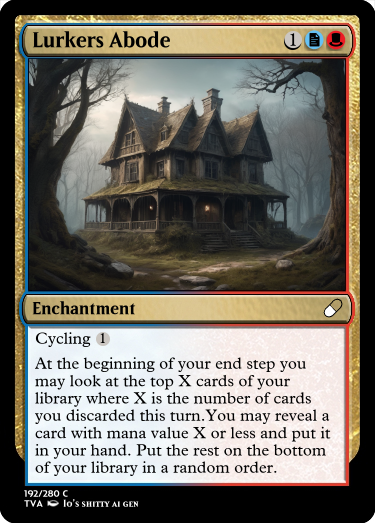 Lurkers Abode 1
Enchantment
Cycling 1
At the beginning of your end step you
may look at the top X cards of your
library where X is the number of cards
you discarded this turn.You may reveal a
card with mana value X or less and put it
in your hand. Put the rest on the bottom
of your library in a random order.
192/280 C
TVA Io's shitty ai gen